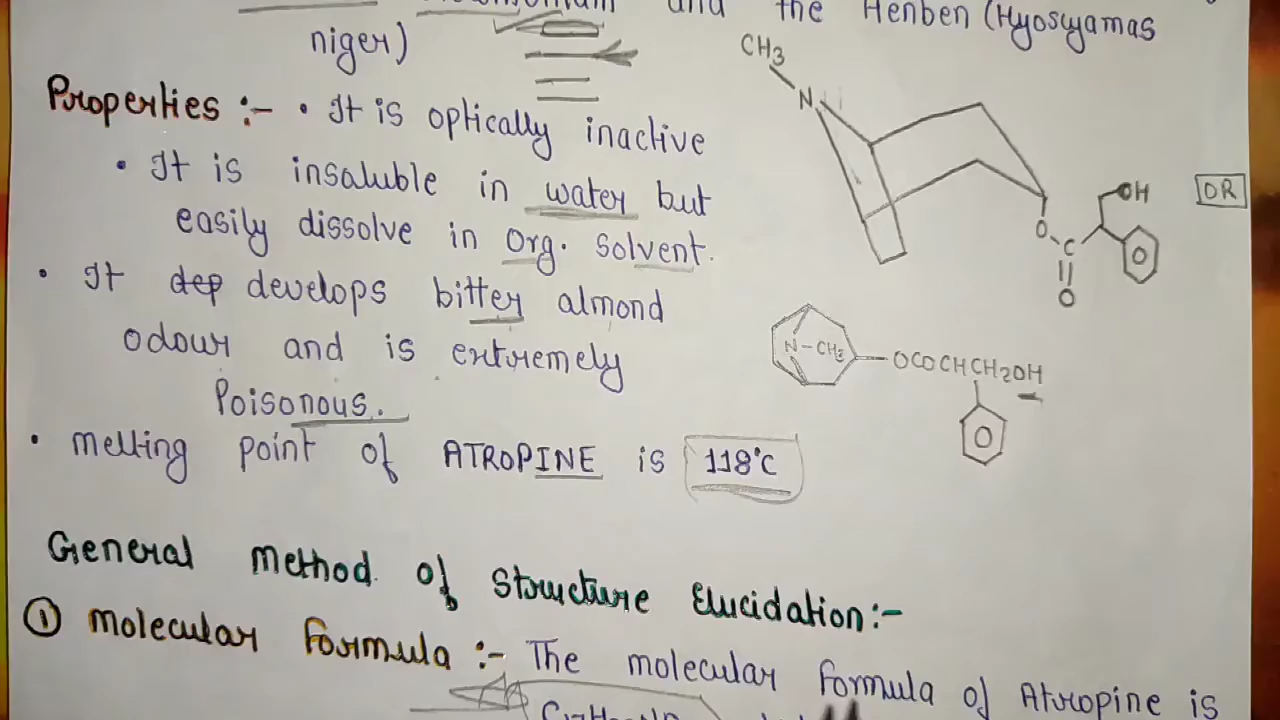 and the Henben (Hyoscyamas
niger)
Properties :- • It is optically inactive
• It is insaluble in water but
easily dissolve in Org. solvent.
• It dep develops bitter almond
odour and is extremely
Poisonous.
• melting point of ATROPINE is 118°C
CH3
N
OH
O
C
O
O
OR
N-CH3
OCOCHCH2OH
O
General Method of Structure Elucidation:-
① Molecular Formula :- The molecular formula of Atropine is